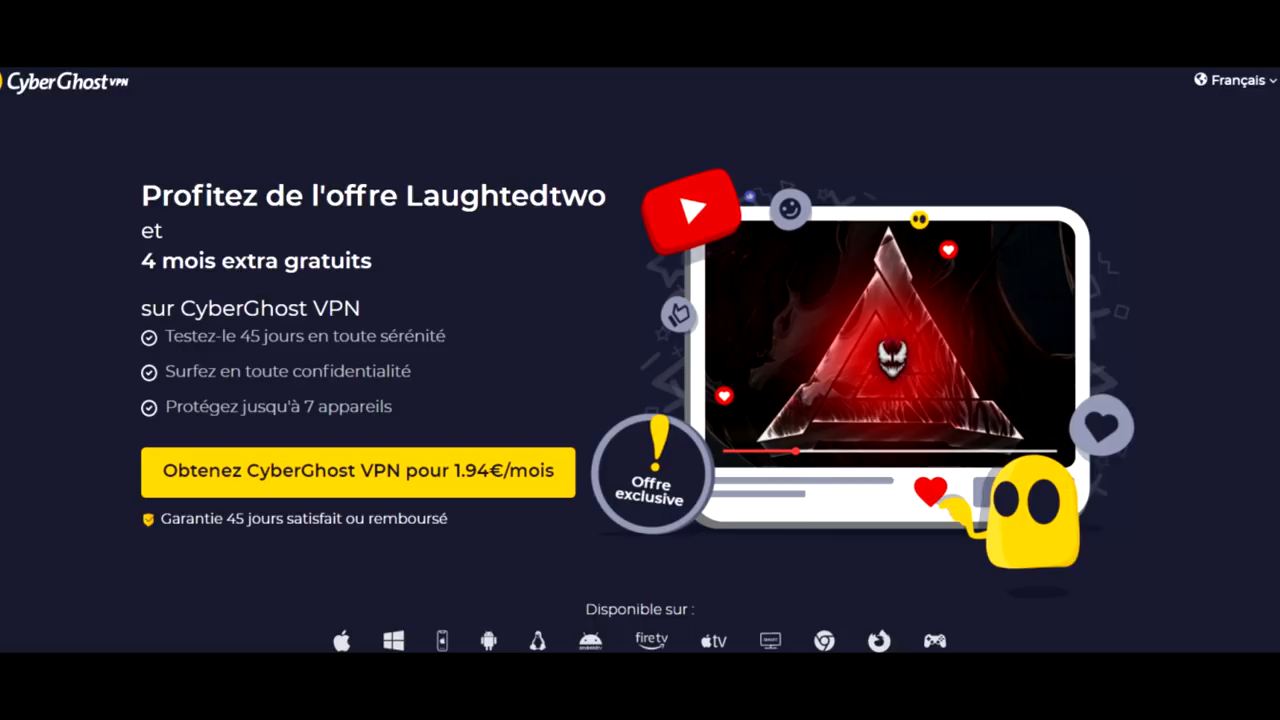 CyberGhost VPN
Français
Profitez de l'offre Laughtedtwo
et
4 mois extra gratuits
sur CyberGhost VPN
Testez-le 45 jours en toute sérénité
Surfez en toute confidentialité
Protégez jusqu'à 7 appareils
Obtenez CyberGhost VPN pour 1.94€/mois
Garantie 45 jours satisfait ou remboursé
Offre
exclusive
Disponible sur :
androidtv
firetv
tv
SMART